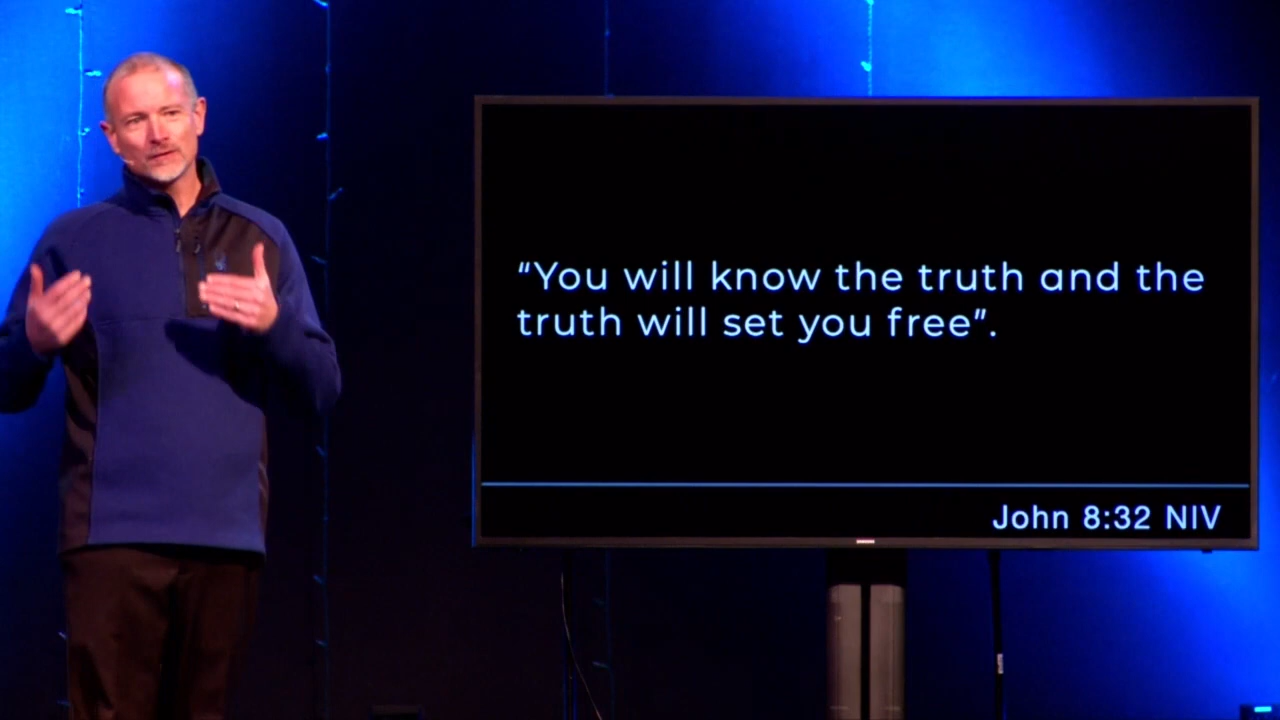 “You will know the truth and the
truth will set you free”.
John 8:32 NIV